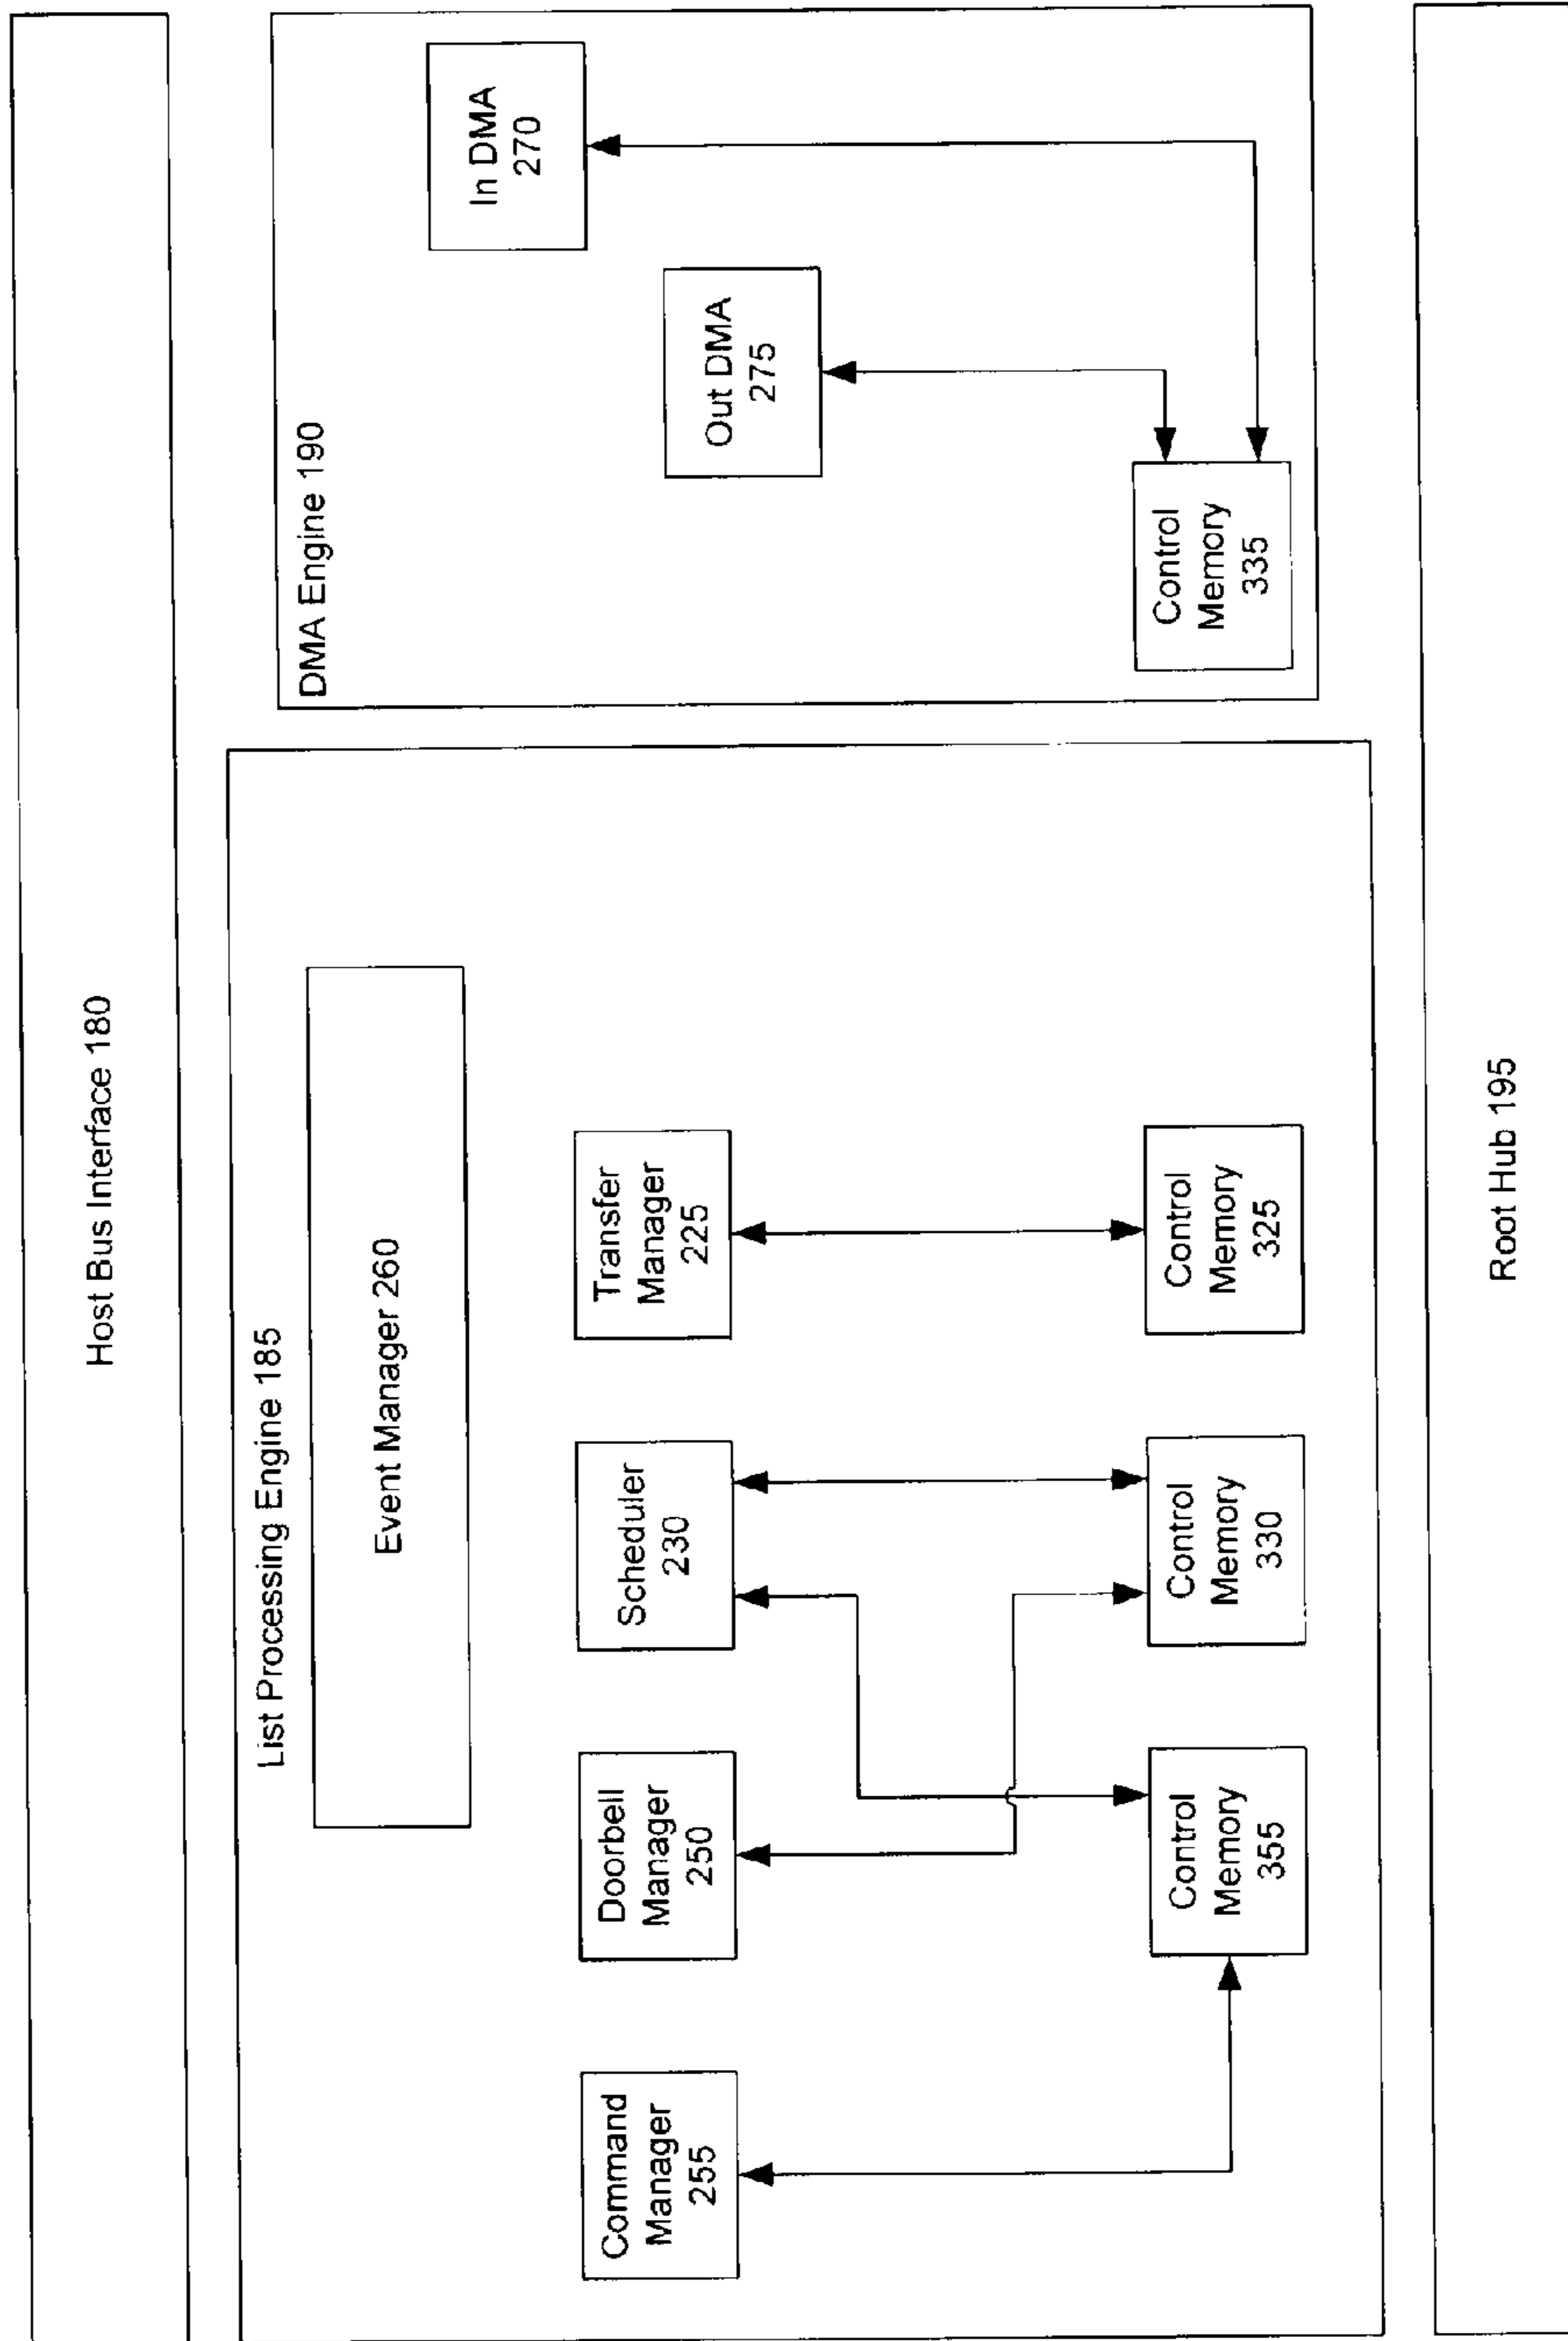 Host Bus Interface 180
List Processing Engine 185
Event Manager 260
Command
Manager
255
Doorbell
Manager
250
Scheduler
230
Transfer
Manager
225
Control
Memory
355
Control
Memory
330
Control
Memory
325
DMA Engine 190
In DMA
270
Out DMA
275
Control
Memory
335
Root Hub 195